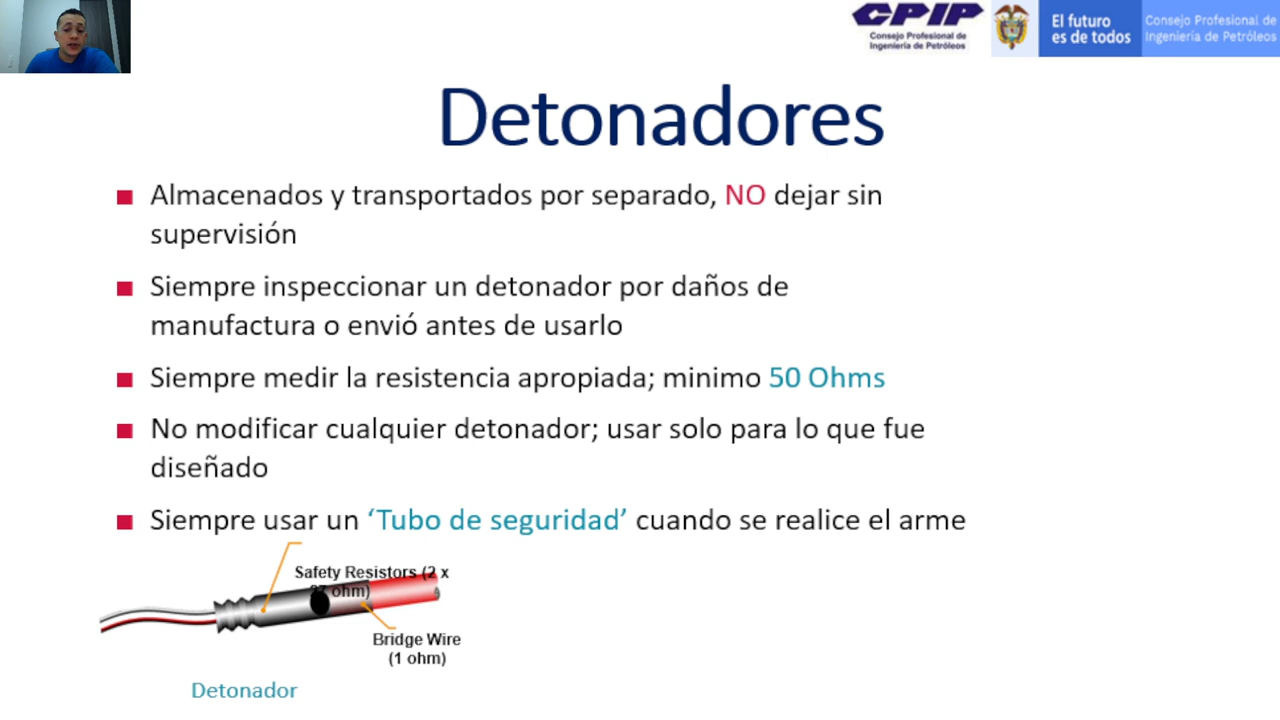 CPIP
Consejo Profesional de
Ingeniería de Petróleos
El futuro
es de todos
Consejo Profesional de
Ingeniería de Petróleos
Detonadores
Almacenados y transportados por separado, NO dejar sin
supervisión
Siempre inspeccionar un detonador por daños de
manufactura o envió antes de usarlo
Siempre medir la resistencia apropiada; minimo 50 Ohms
No modificar cualquier detonador; usar solo para lo que fue
diseñado
Siempre usar un ‘Tubo de seguridad’ cuando se realice el arme
Safety Resistors (2 x
ohm)
Bridge Wire
(1 ohm)
Detonador